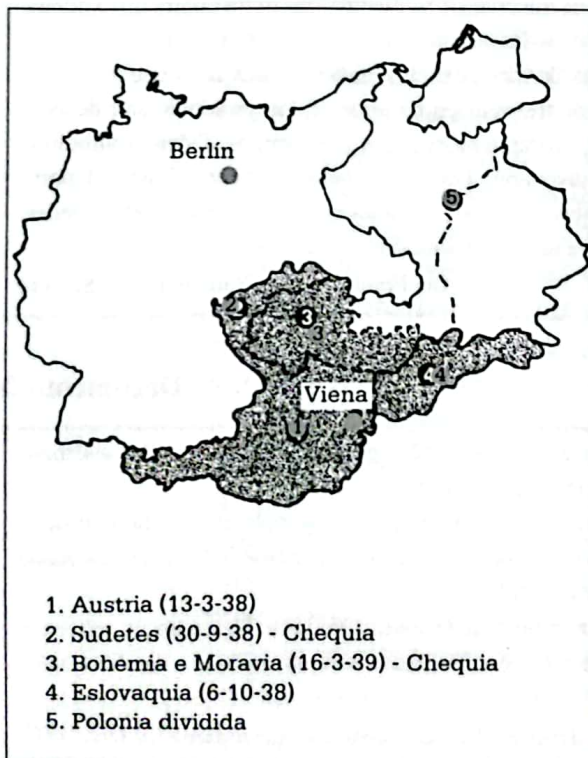 Berlín
5
2
3
3
4
Viena
1
1. Austria (13-3-38)
2. Sudetes (30-9-38) - Chequia
3. Bohemia e Moravia (16-3-39) - Chequia
4. Eslovaquia (6-10-38)
5. Polonia dividida